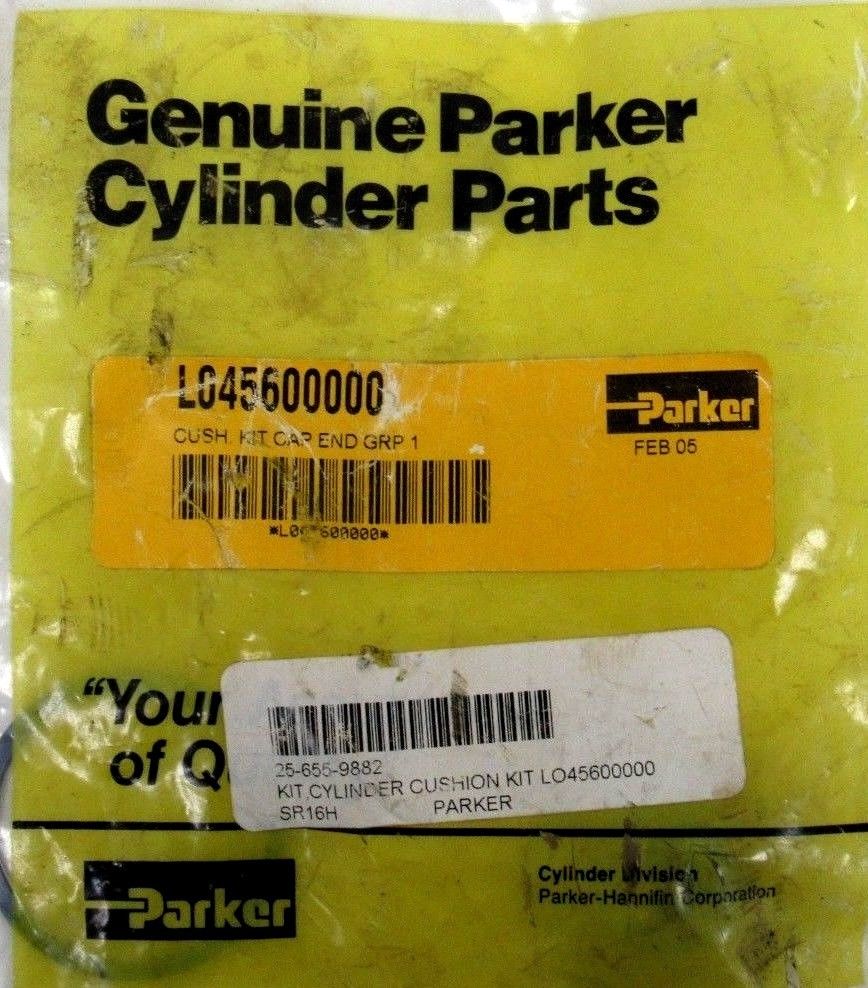 Genuine Parker
Cylinder Parts
L045600000
CUSH. KIT CAP END GRP 1
Parker
FEB 05
"Your
of
25-655-9882
KIT CYLINDER CUSHION KIT LO45600000
SR16H PARKER
Parker
Cylinder Division
Parker-Hannifin Corporation